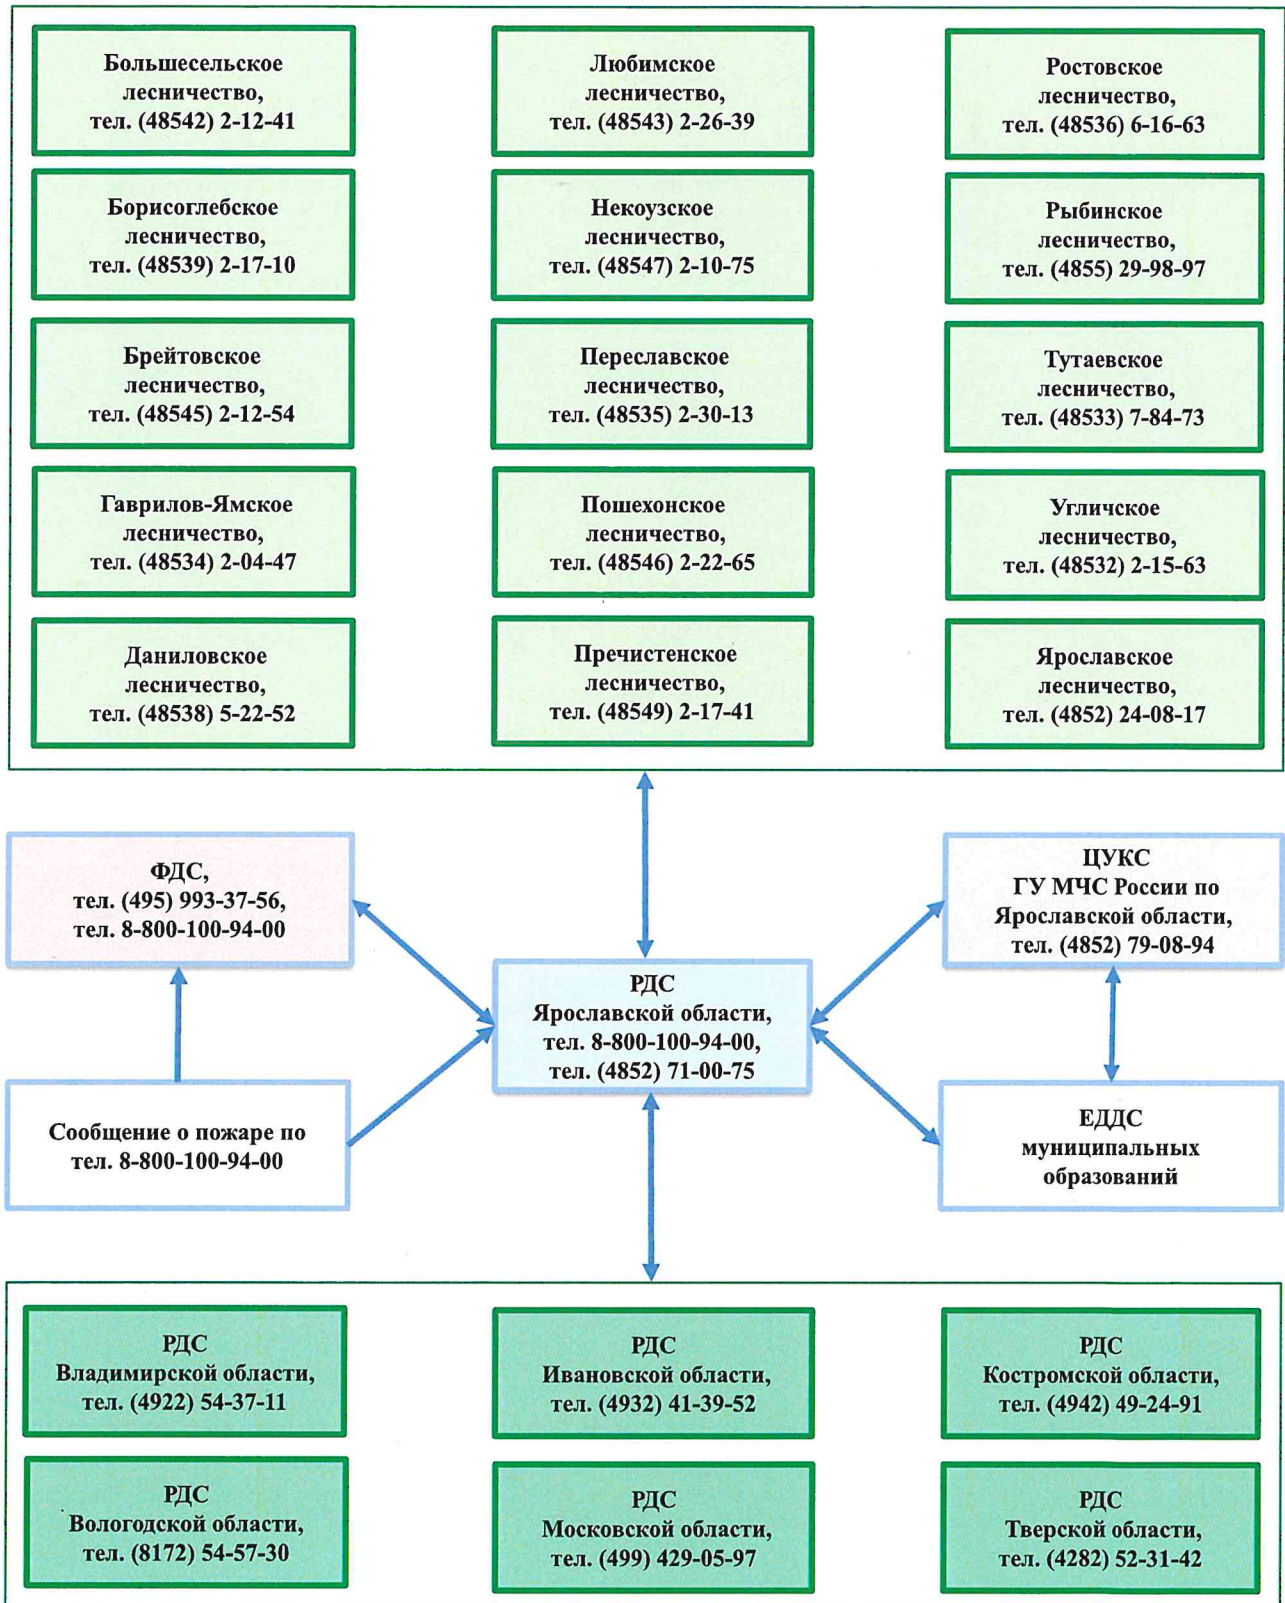 Большесельское
лесничество,
тел. (48542) 2-12-41
Любимское
лесничество,
тел. (48543) 2-26-39
Ростовское
лесничество,
тел. (48536) 6-16-63
Борисоглебское
лесничество,
тел. (48539) 2-17-10
Некоузское
лесничество,
тел. (48547) 2-10-75
Рыбинское
лесничество,
тел. (4855) 29-98-97
Брейтовское
лесничество,
тел. (48545) 2-12-54
Переславское
лесничество,
тел. (48535) 2-30-13
Тутаевское
лесничество,
тел. (48533) 7-84-73
Гаврилов-Ямское
лесничество,
тел. (48534) 2-04-47
Пошехонское
лесничество,
тел. (48546) 2-22-65
Угличское
лесничество,
тел. (48532) 2-15-63
Даниловское
лесничество,
тел. (48538) 5-22-52
Пречистенское
лесничество,
тел. (48549) 2-17-41
Ярославское
лесничество,
тел. (4852) 24-08-17
ФДС,
тел. (495) 993-37-56,
тел. 8-800-100-94-00
ЦУКС
ГУ МЧС России по
Ярославской области,
тел. (4852) 79-08-94
РДС
Ярославской области,
тел. 8-800-100-94-00,
тел. (4852) 71-00-75
Сообщение о пожаре по
тел. 8-800-100-94-00
ЕДДС
муниципальных
образований
РДС
Владимирской области,
тел. (4922) 54-37-11
РДС
Ивановской области,
тел. (4932) 41-39-52
РДС
Костромской области,
тел. (4942) 49-24-91
РДС
Вологодской области,
тел. (8172) 54-57-30
РДС
Московской области,
тел. (499) 429-05-97
РДС
Тверской области,
тел. (4282) 52-31-42